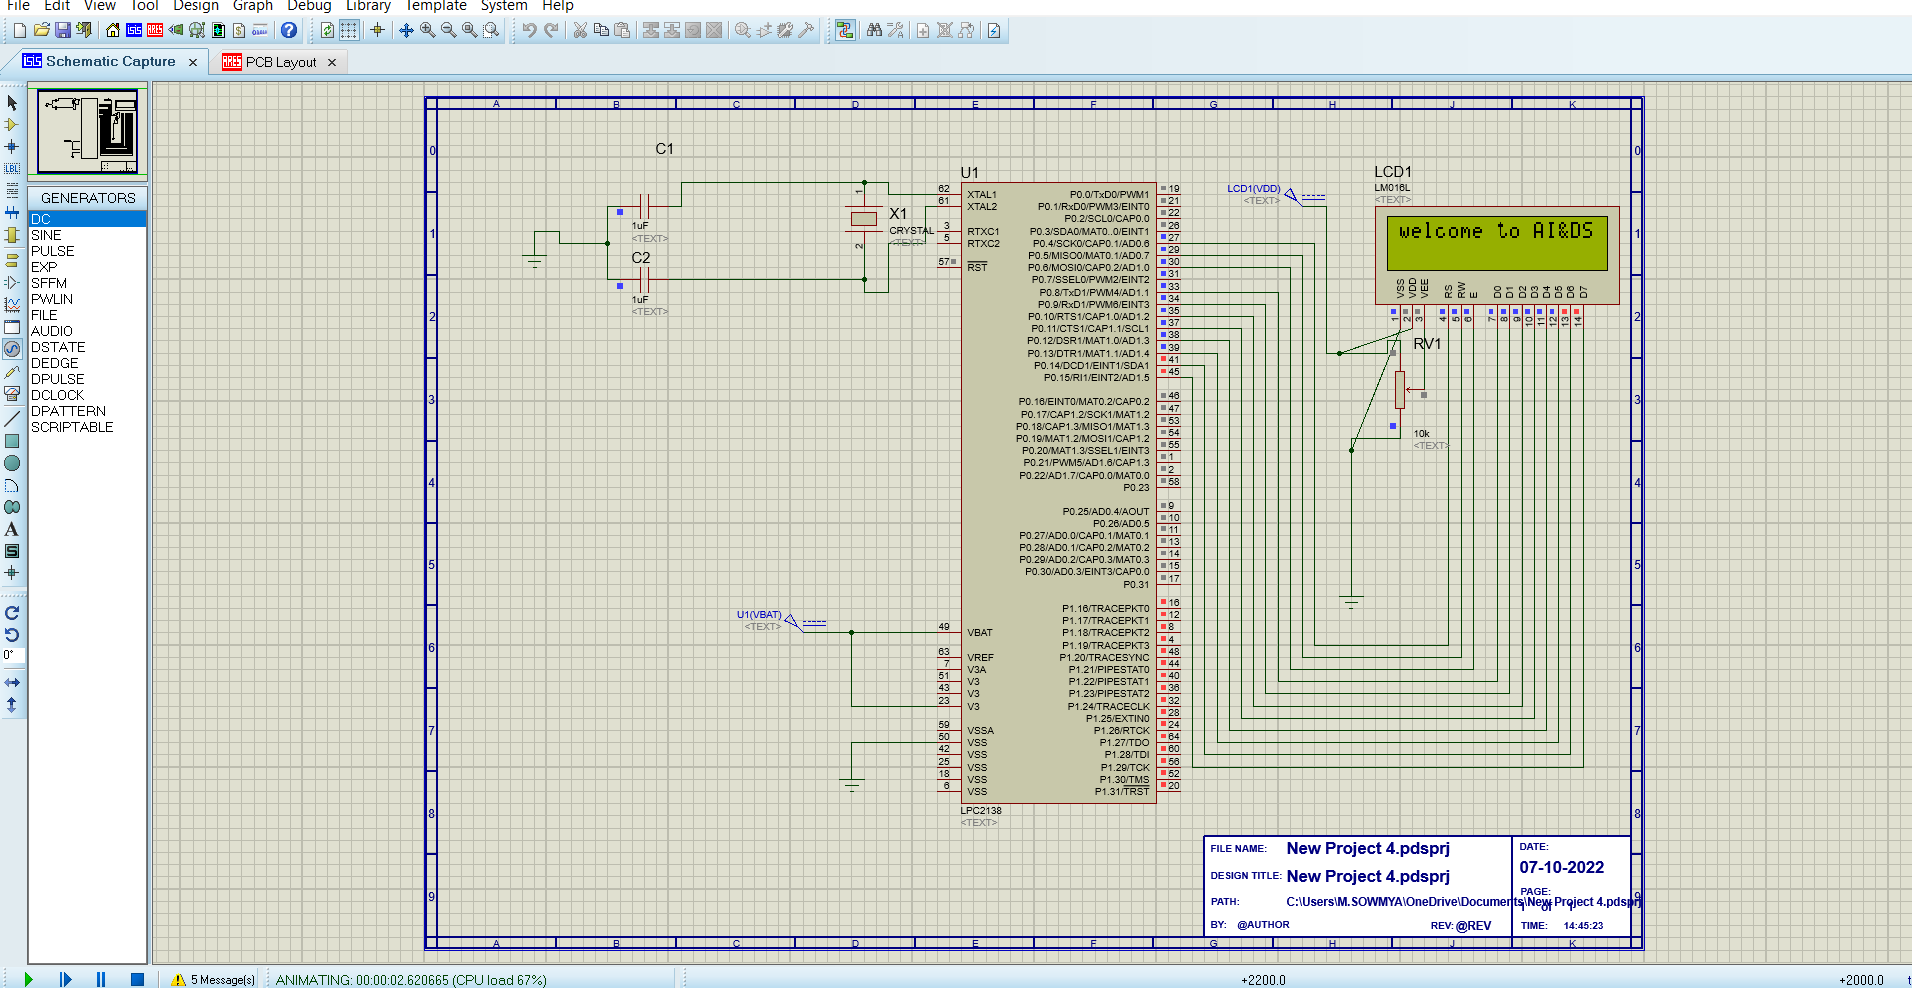 File Edit View Tool Design Graph Debug Library Template System Help
Schematic Capture
PCB Layout
GENERATORS
DC
SINE
PULSE
EXP
SFFM
PWLIN
FILE
AUDIO
DSTATE
DEDGE
DPULSE
DCLOCK
DPATTERN
SCRIPTABLE
0°
A B C D E F G H J K
0
1
2
3
4
5
6
7
8
9
A B C D E F G H J K
0
1
2
3
4
5
6
7
8
9
C1
1uF
<TEXT>
C2
1uF
<TEXT>
X1
CRYSTAL
<TEXT>
1
2
U1(VBAT)
<TEXT>
U1
62 XTAL1
61 XTAL2
3 RTXC1
5 RTXC2
57 RST
49 VBAT
63 VREF
7 V3A
51 V3
43 V3
23 V3
59 VSSA
50 VSS
42 VSS
25 VSS
18 VSS
6 VSS
P0.0/TxD0/PWM1 19
P0.1/RxD0/PWM3/EINT0 21
P0.2/SCL0/CAP0.0 22
P0.3/SDA0/MAT0..0/EINT1 26
P0.4/SCK0/CAP0.1/AD0.6 27
P0.5/MISO0/MAT0.1/AD0.7 29
P0.6/MOSI0/CAP0.2/AD1.0 30
P0.7/SSEL0/PWM2/EINT2 31
P0.8/TxD1/PWM4/AD1.1 33
P0.9/RxD1/PWM6/EINT3 34
P0.10/RTS1/CAP1.0/AD1.2 35
P0.11/CTS1/CAP1.1/SCL1 37
P0.12/DSR1/MAT1.0/AD1.3 38
P0.13/DTR1/MAT1.1/AD1.4 39
P0.14/DCD1/EINT1/SDA1 41
P0.15/RI1/EINT2/AD1.5 45
P0.16/EINT0/MAT0.2/CAP0.2 46
P0.17/CAP1.2/SCK1/MAT1.2 47
P0.18/CAP1.3/MISO1/MAT1.3 53
P0.19/MAT1.2/MOSI1/CAP1.2 54
P0.20/MAT1.3/SSEL1/EINT3 55
P0.21/PWM5/AD1.6/CAP1.3 1
P0.22/AD1.7/CAP0.0/MAT0.0 2
P0.23 58
P0.25/AD0.4/AOUT 9
P0.26/AD0.5 10
P0.27/AD0.0/CAP0.1/MAT0.1 11
P0.28/AD0.1/CAP0.2/MAT0.2 13
P0.29/AD0.2/CAP0.3/MAT0.3 14
P0.30/AD0.3/EINT3/CAP0.0 15
P0.31 17
P1.16/TRACEPKT0 16
P1.17/TRACEPKT1 12
P1.18/TRACEPKT2 8
P1.19/TRACEPKT3 4
P1.20/TRACESYNC 48
P1.21/PIPESTAT0 44
P1.22/PIPESTAT1 40
P1.23/PIPESTAT2 36
P1.24/TRACECLK 32
P1.25/EXTIN0 28
P1.26/RTCK 24
P1.27/TDO 64
P1.28/TDI 60
P1.29/TCK 56
P1.30/TMS 52
P1.31/TRST 20
LPC2138
<TEXT>
LCD1(VDD)
<TEXT>
LCD1
LM016L
<TEXT>
welcome to AI&DS
VSS VDD VEE RS RW E D0 D1 D2 D3 D4 D5 D6 D7
1 2 3 4 5 6 7 8 9 10 11 12 13 14
RV1
10k
<TEXT>
FILE NAME: New Project 4.pdsprj
DESIGN TITLE: New Project 4.pdsprj
PATH: C:\Users\M.SOWMYA\OneDrive\Documents\New Project 4.pdsprj
BY: @AUTHOR REV: @REV
DATE:
07-10-2022
PAGE:
1 of 1
TIME: 14:45:23
5 Message(s) ANIMATING: 00:00:02.620665 (CPU load 67%) +2200.0 +2000.0 t